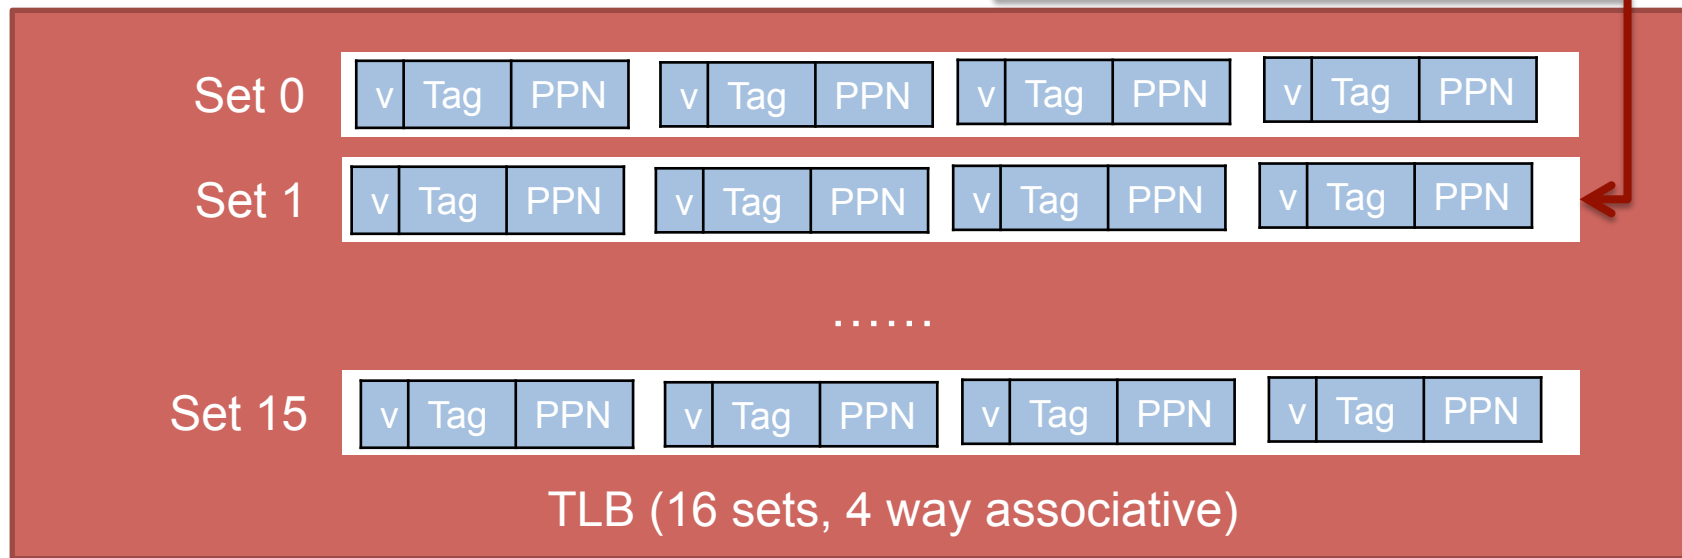 Set 0 v Tag PPN v Tag PPN v Tag PPN v Tag PPN
Set 1 v Tag PPN v Tag PPN v Tag PPN v Tag PPN
......
Set 15 v Tag PPN v Tag PPN v Tag PPN v Tag PPN
TLB (16 sets, 4 way associative)